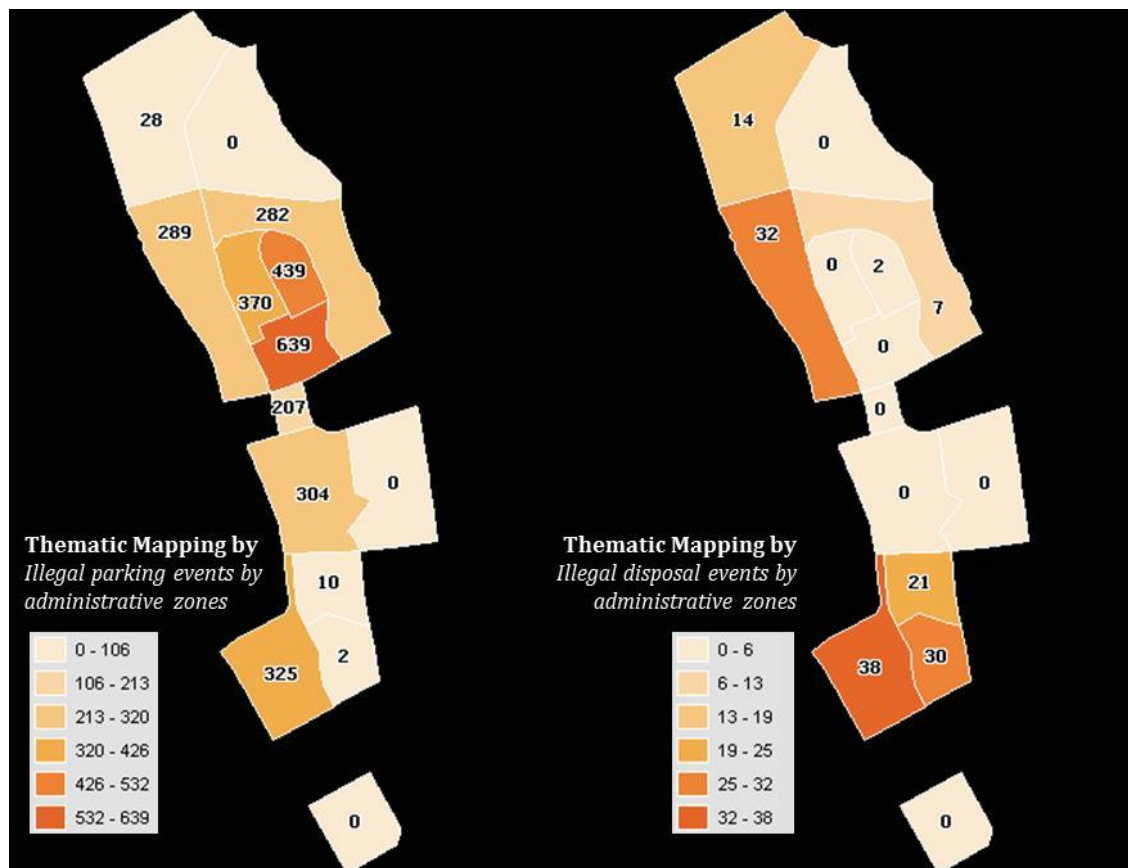 28
0
289
282
439
370
639
207
304
0
10
2
325
0
Thematic Mapping by
Illegal parking events by
administrative zones
0 - 106
106 - 213
213 - 320
320 - 426
426 - 532
532 - 639
14
0
32
0
2
7
0
0
0
0
21
30
38
0
Thematic Mapping by
Illegal disposal events by
administrative zones
0 - 6
6 - 13
13 - 19
19 - 25
25 - 32
32 - 38